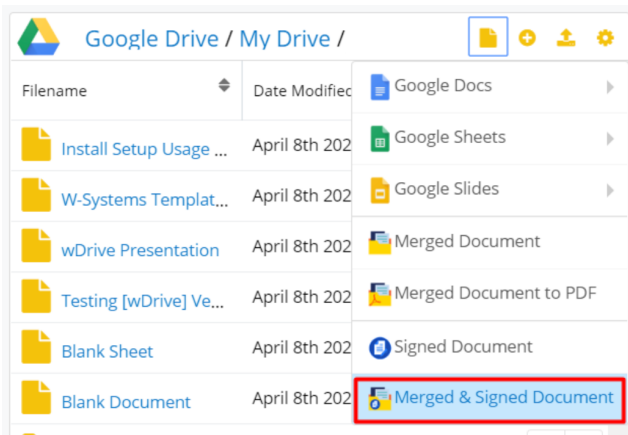 Google Drive / My Drive /
Filename
Date Modified
Google Docs
Install Setup Usage ...
April 8th 202
Google Sheets
W-Systems Templat...
April 8th 202
Google Slides
wDrive Presentation
April 8th 202
Merged Document
Testing [wDrive] Ve...
April 8th 202
Merged Document to PDF
Blank Sheet
April 8th 202
Signed Document
Blank Document
April 8th 202
Merged & Signed Document